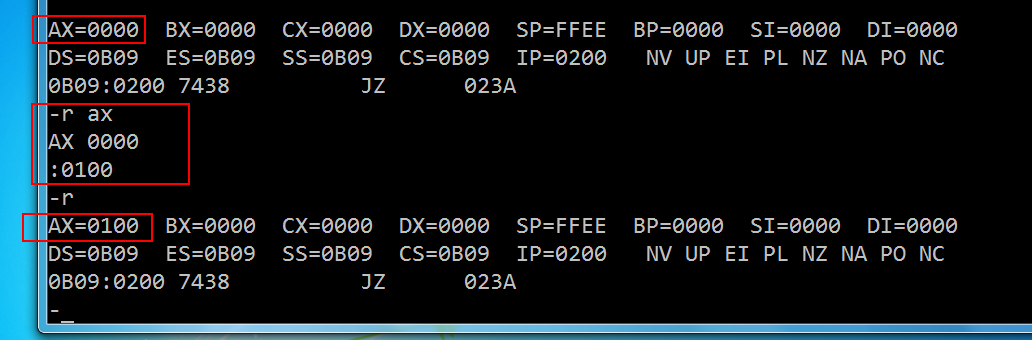 AX=0000  BX=0000  CX=0000  DX=0000  SP=FFEE  BP=0000  SI=0000  DI=0000
DS=0B09  ES=0B09  SS=0B09  CS=0B09  IP=0200   NV UP EI PL NZ NA PO NC
0B09:0200 7438          JZ      023A
-r ax
AX 0000
:0100
-r
AX=0100  BX=0000  CX=0000  DX=0000  SP=FFEE  BP=0000  SI=0000  DI=0000
DS=0B09  ES=0B09  SS=0B09  CS=0B09  IP=0200   NV UP EI PL NZ NA PO NC
0B09:0200 7438          JZ      023A
-_